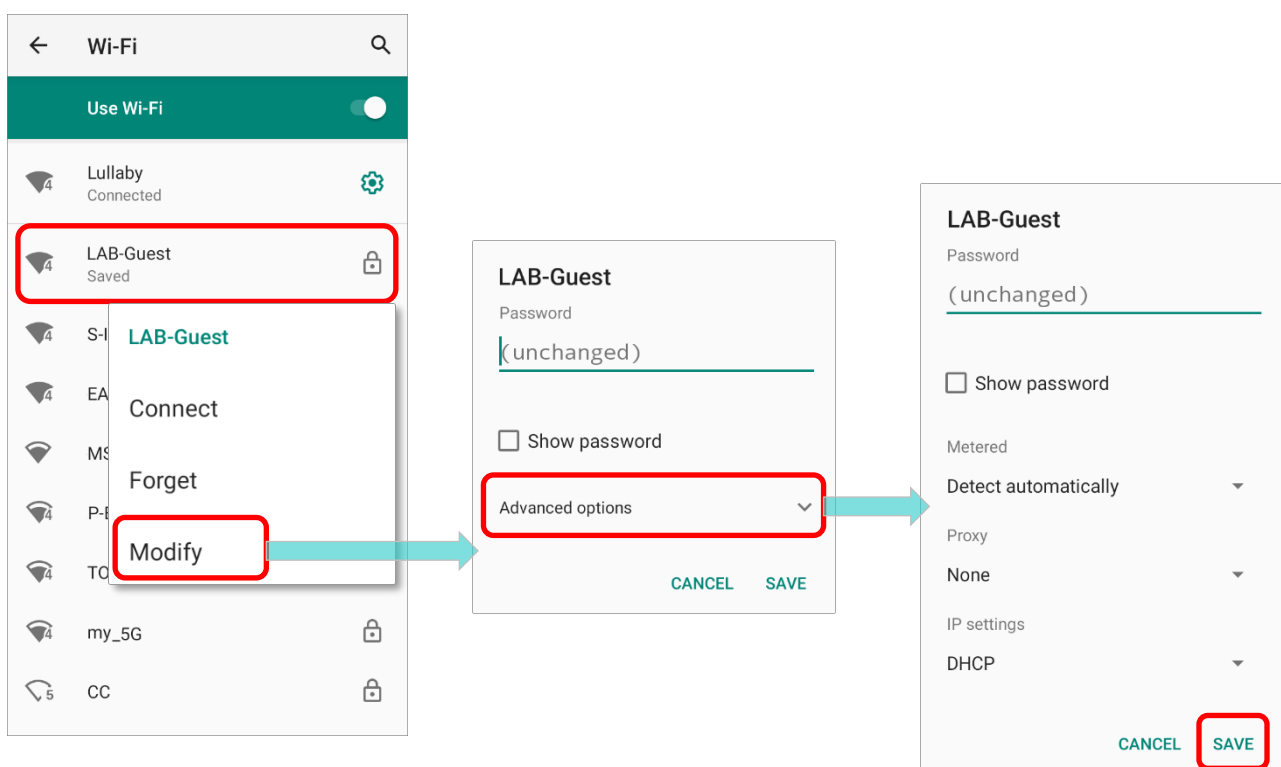 Wi-Fi
Use Wi-Fi
Lullaby
Connected
LAB-Guest
Saved
LAB-Guest
Connect
Forget
Modify
my_5G
CC
LAB-Guest
Password
(unchanged)
Show password
Advanced options
CANCEL SAVE
LAB-Guest
Password
(unchanged)
Show password
Metered
Detect automatically
Proxy
None
IP settings
DHCP
CANCEL SAVE